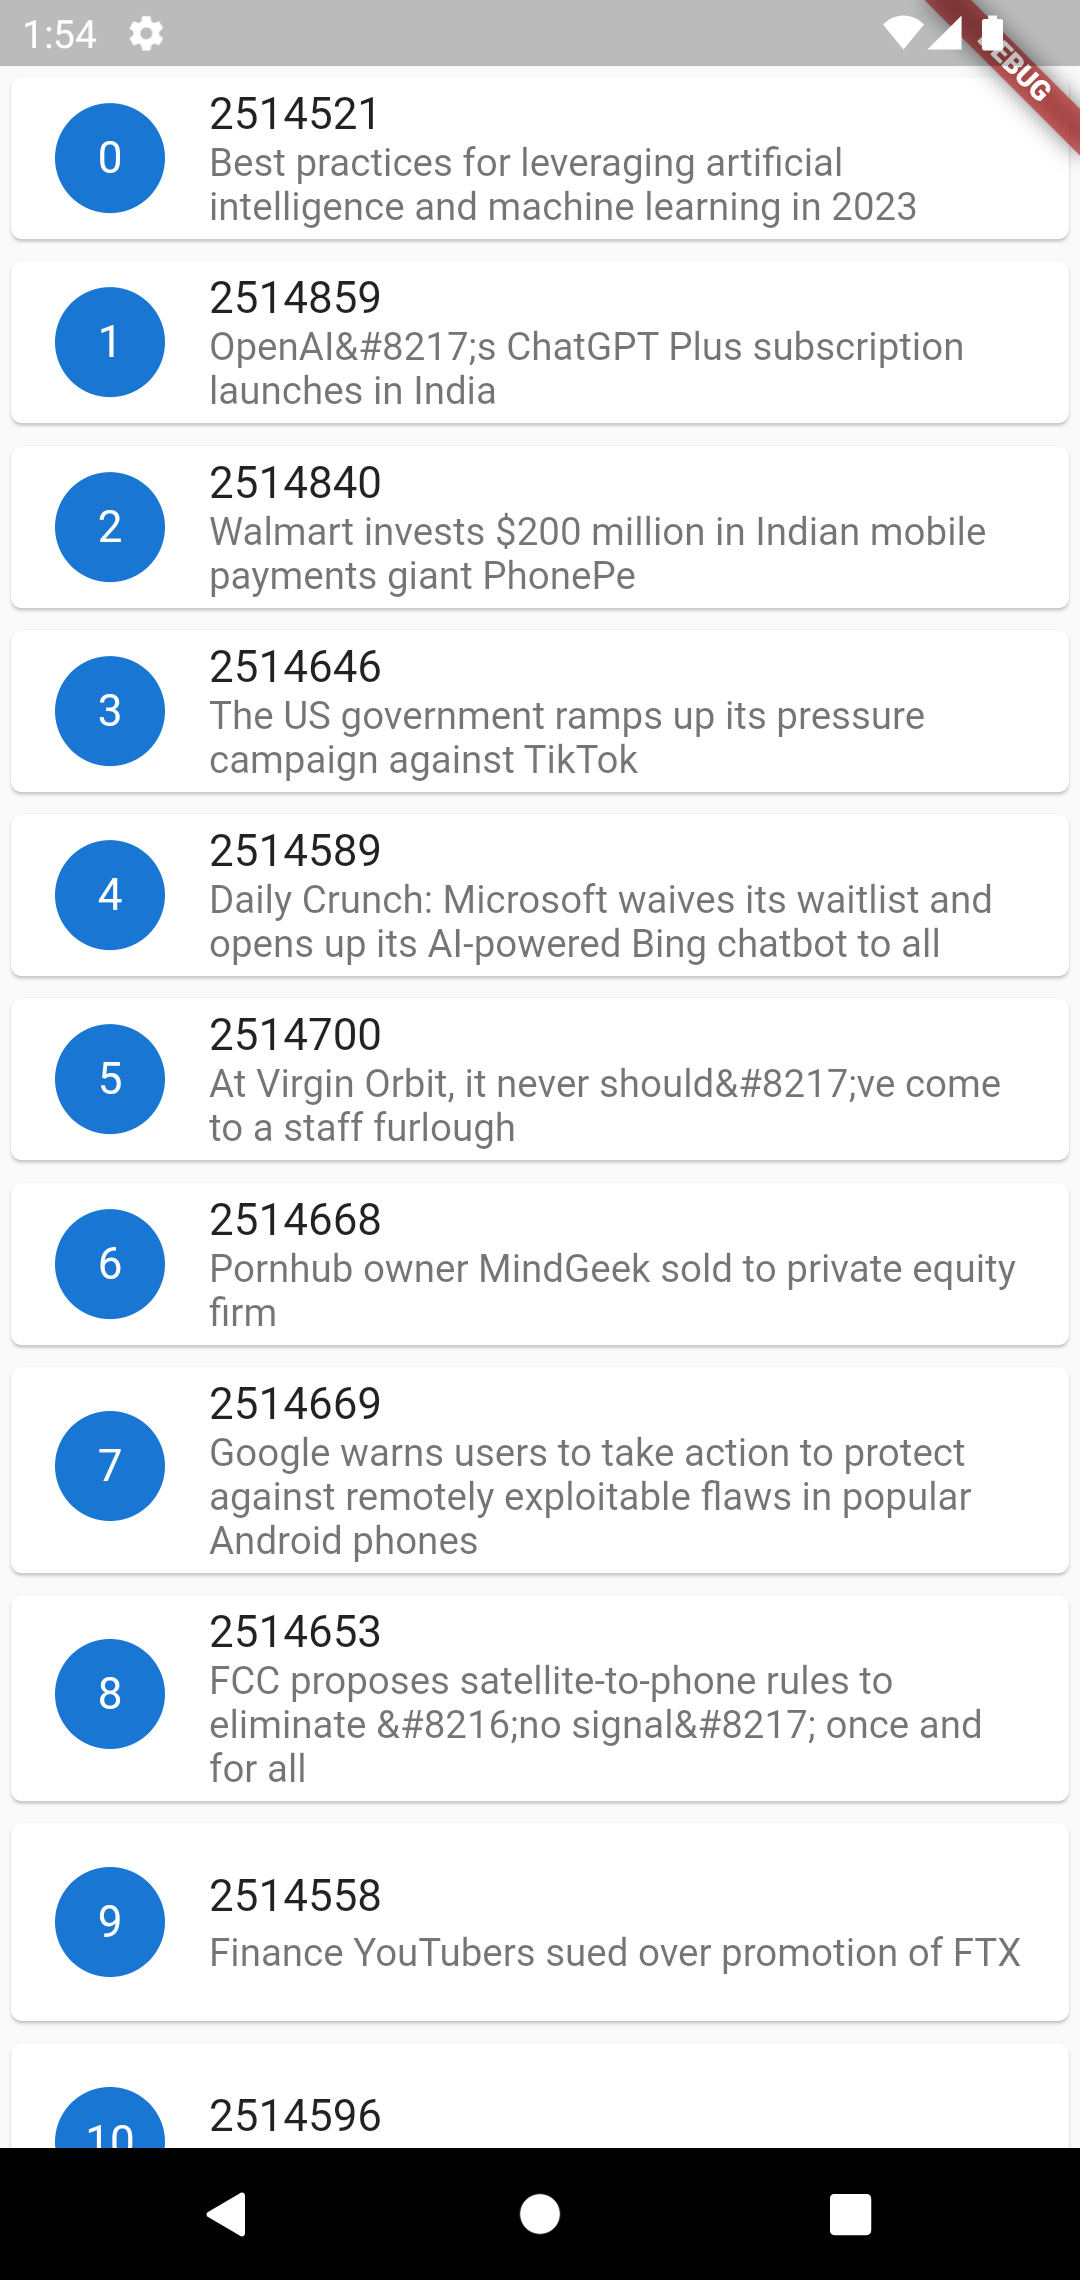 1:54
DEBUG
0
2514521
Best practices for leveraging artificial
intelligence and machine learning in 2023
1
2514859
OpenAI&#8217;s ChatGPT Plus subscription
launches in India
2
2514840
Walmart invests $200 million in Indian mobile
payments giant PhonePe
3
2514646
The US government ramps up its pressure
campaign against TikTok
4
2514589
Daily Crunch: Microsoft waives its waitlist and
opens up its AI-powered Bing chatbot to all
5
2514700
At Virgin Orbit, it never should&#8217;ve come
to a staff furlough
6
2514668
Pornhub owner MindGeek sold to private equity
firm
7
2514669
Google warns users to take action to protect
against remotely exploitable flaws in popular
Android phones
8
2514653
FCC proposes satellite-to-phone rules to
eliminate &#8216;no signal&#8217; once and
for all
9
2514558
Finance YouTubers sued over promotion of FTX
10
2514596